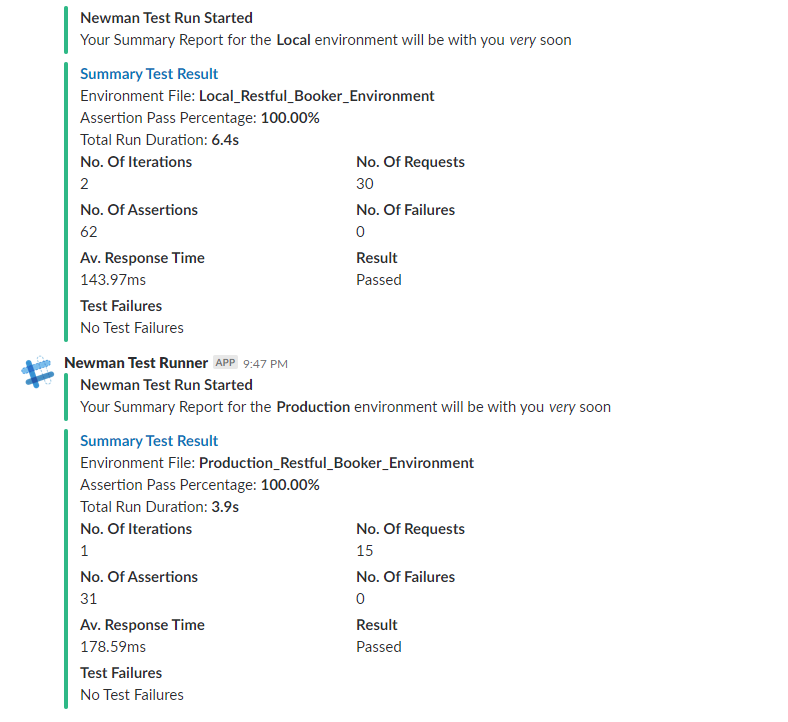 Newman Test Run Started
Your Summary Report for the Local environment will be with you very soon
Summary Test Result
Environment File: Local_Restful_Booker_Environment
Assertion Pass Percentage: 100.00%
Total Run Duration: 6.4s
No. Of Iterations No. Of Requests
2 30
No. Of Assertions No. Of Failures
62 0
Av. Response Time Result
143.97ms Passed
Test Failures
No Test Failures
Newman Test Runner APP 9:47 PM
Newman Test Run Started
Your Summary Report for the Production environment will be with you very soon
Summary Test Result
Environment File: Production_Restful_Booker_Environment
Assertion Pass Percentage: 100.00%
Total Run Duration: 3.9s
No. Of Iterations No. Of Requests
1 15
No. Of Assertions No. Of Failures
31 0
Av. Response Time Result
178.59ms Passed
Test Failures
No Test Failures